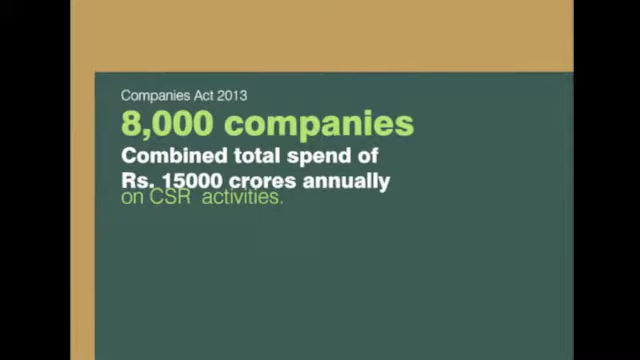 Companies Act 2013
8,000 companies
Combined total spend of
Rs. 15000 crores annually
on CSR activities.